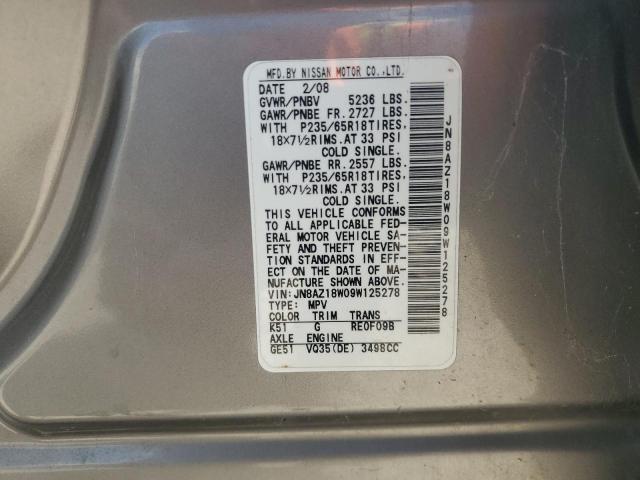 MFD.BY NISSAN MOTOR CO.,LTD.
DATE 2/08
GVWR/PNBV 5236 LBS.
GAWR/PNBE FR. 2727 LBS.
WITH P235/65R18TIRES,
18×7½RIMS.AT 33 PSI
COLD SINGLE.
GAWR/PNBE RR. 2557 LBS.
WITH P235/65R18TIRES,
18×7½RIMS.AT 33 PSI
COLD SINGLE.
THIS VEHICLE CONFORMS
TO ALL APPLICABLE FED-
ERAL MOTOR VEHICLE SA-
FETY AND THEFT PREVEN-
TION STANDARDS IN EFF-
ECT ON THE DATE OF MA-
NUFACTURE SHOWN ABOVE.
VIN:JN8AZ18W09W125278
TYPE: MPV
COLOR TRIM TRANS
K51 G RE0F09B
AXLE ENGINE
GE51 VQ35(DE) 3498CC
JN8AZ18W09W125278